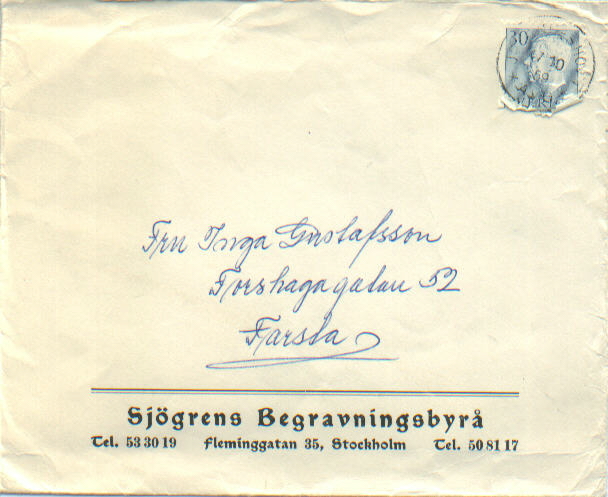 30
Fru Inga Gustafsson
Forshagagatan 52
Farsta
Sjögrens Begravningsbyrå
Tel. 53 30 19 Fleminggatan 35, Stockholm Tel. 50 81 17